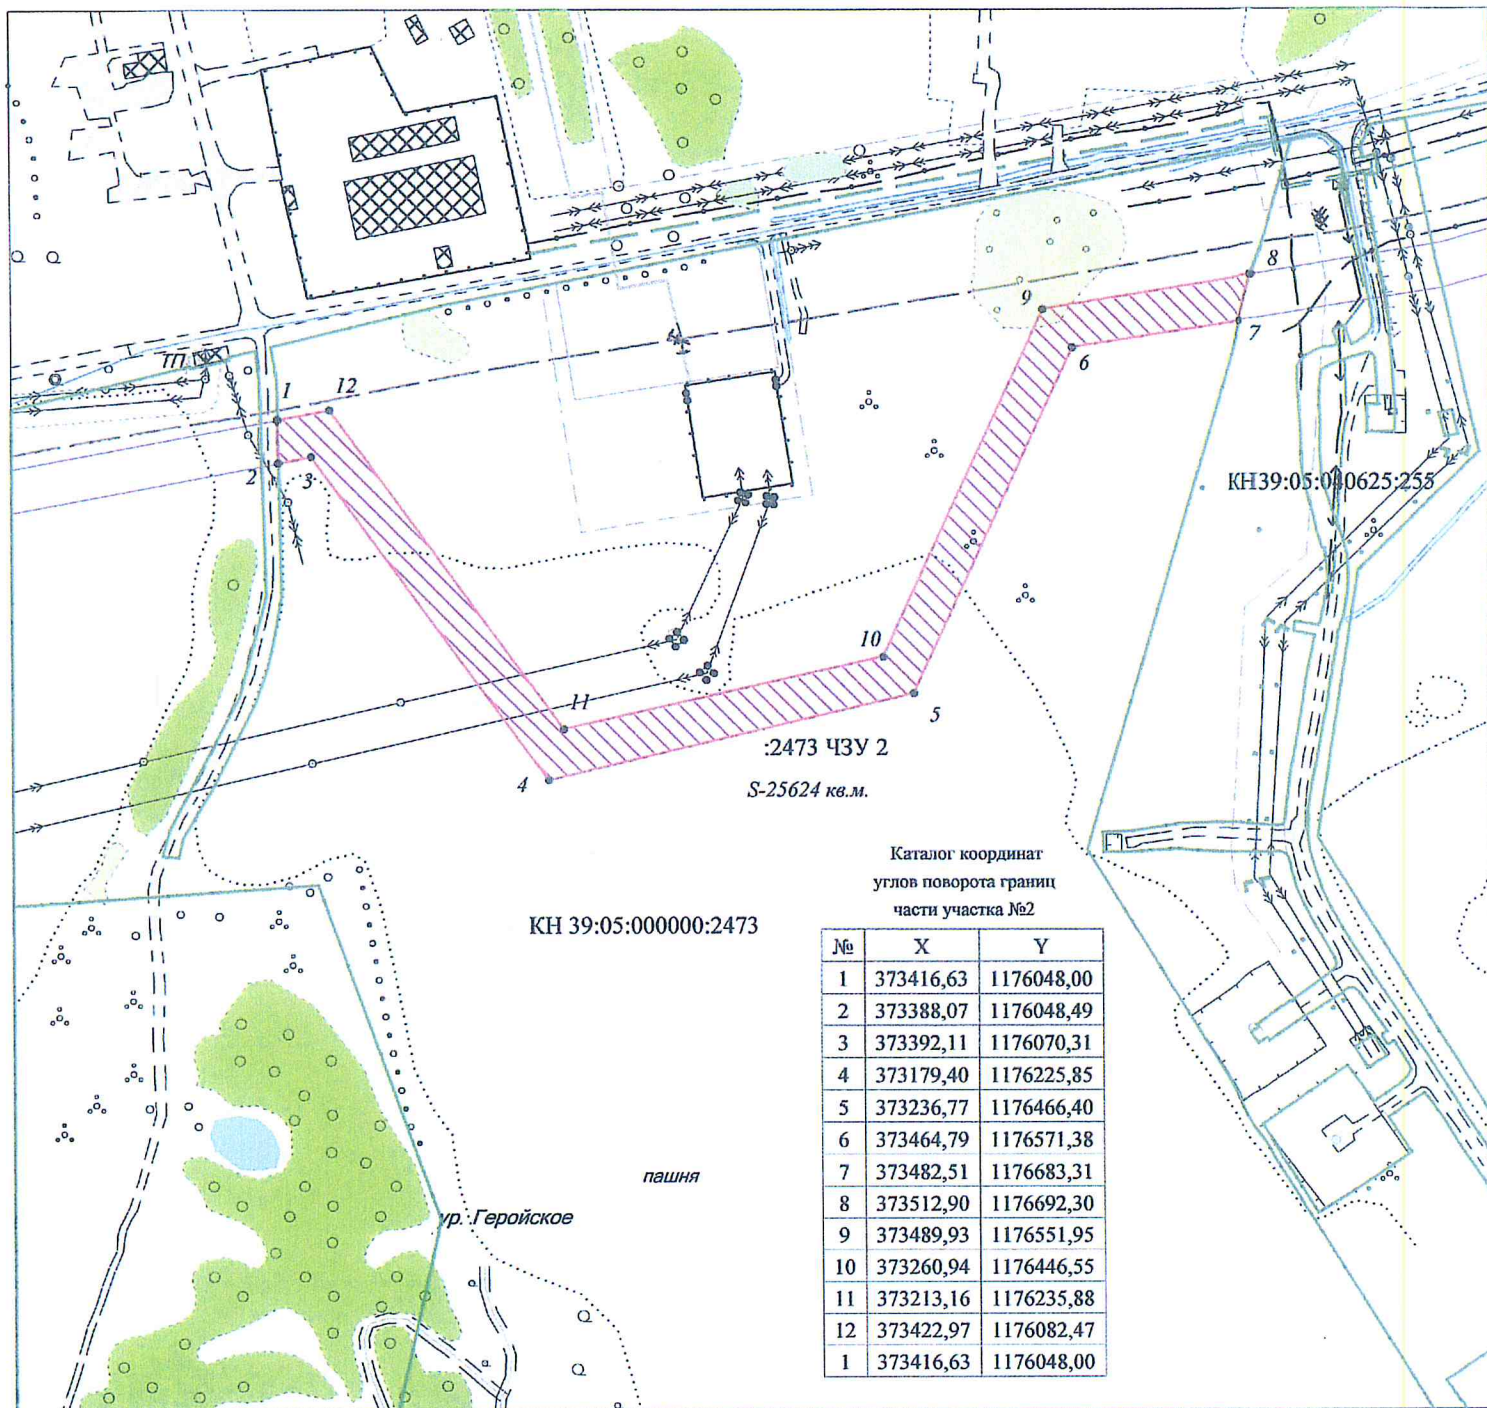 8
9
7
6
ТП
1
12
2
3
КН39:05:040625:255
10
11
5
:2473 ЧЗУ 2
4
S-25624 кв.м.
Каталог координат
углов поворота границ
части участка №2
КН 39:05:000000:2473
№ X Y
1 373416,63 1176048,00
2 373388,07 1176048,49
3 373392,11 1176070,31
4 373179,40 1176225,85
5 373236,77 1176466,40
6 373464,79 1176571,38
7 373482,51 1176683,31
8 373512,90 1176692,30
9 373489,93 1176551,95
10 373260,94 1176446,55
11 373213,16 1176235,88
12 373422,97 1176082,47
1 373416,63 1176048,00
пашня
ур. Геройское